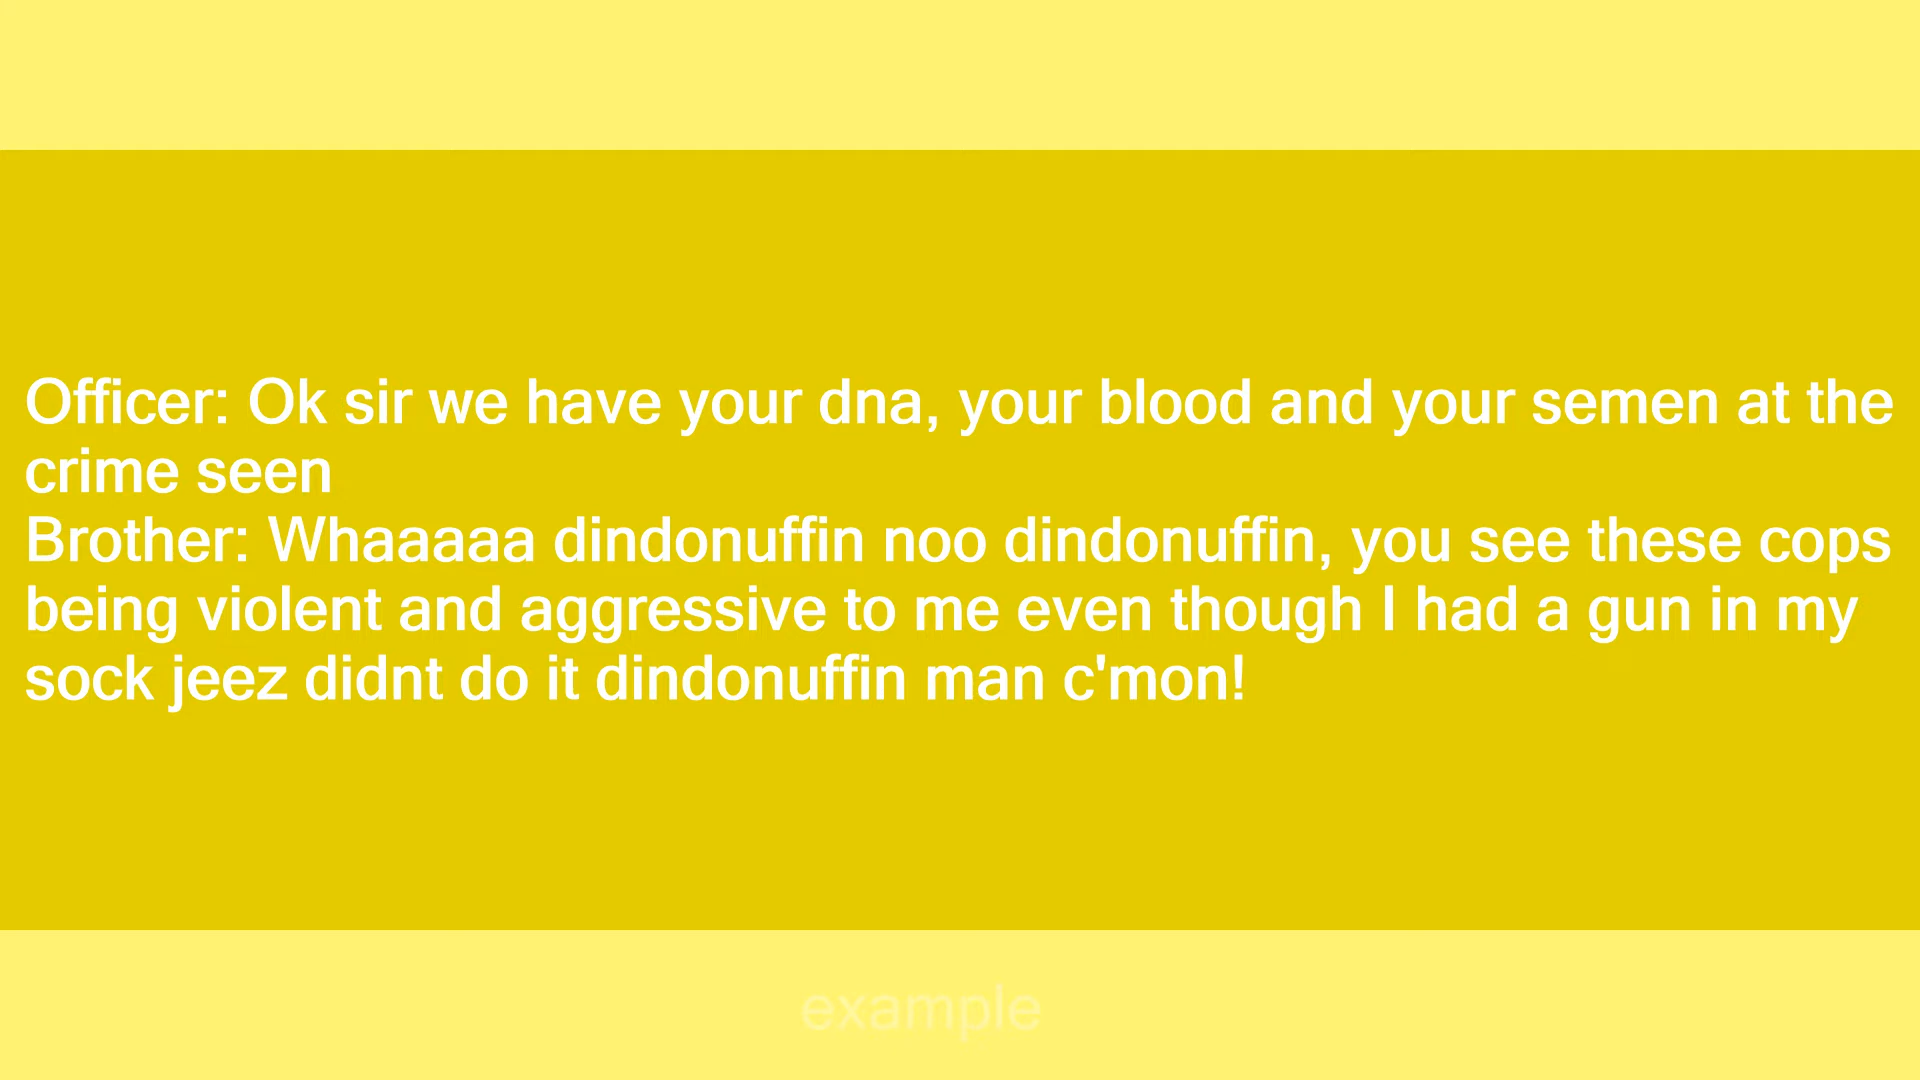 Officer: Ok sir we have your dna, your blood and your semen at the
crime seen
Brother: Whaaaaa dindonuffin noo dindonuffin, you see these cops
being violent and aggressive to me even though I had a gun in my
sock jeez didnt do it dindonuffin man c'mon!
example